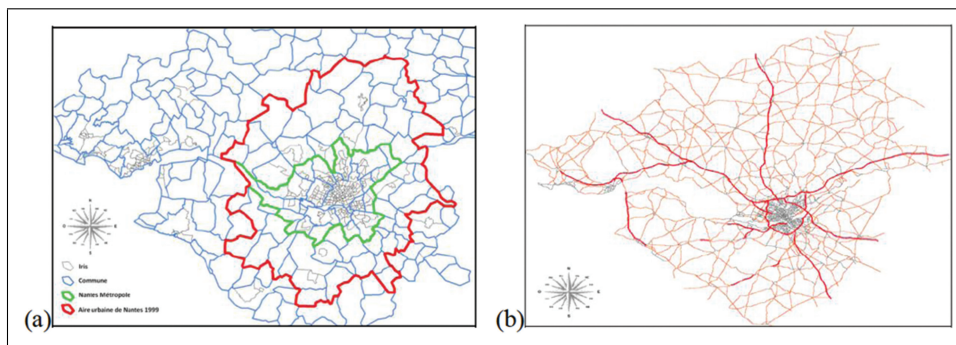 Iris
Commune
Nantes Métropole
Aire urbaine de Nantes 1999
(a)
(b)